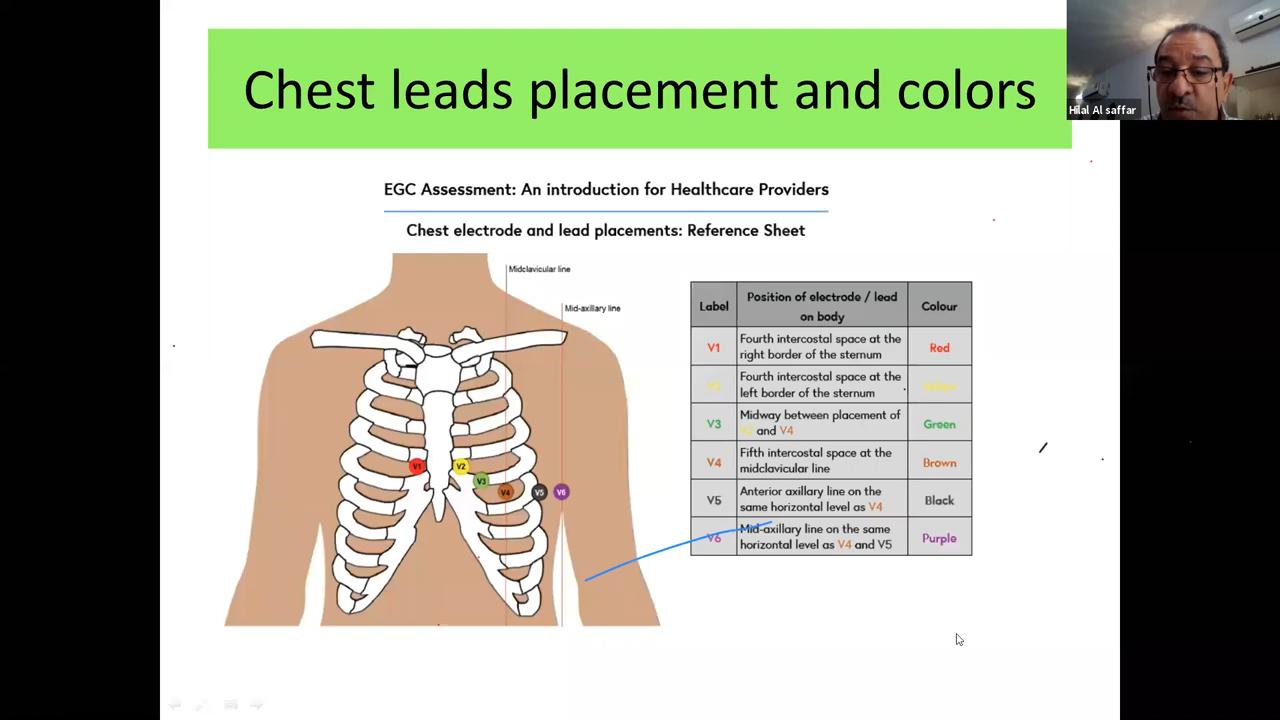 Chest leads placement and colors
Hilal Al saffar
EGC Assessment: An introduction for Healthcare Providers
Chest electrode and lead placements: Reference Sheet
Midclavicular line
Mid-axillary line
V1
V2
V3
V4
V5
V6
Label
Position of electrode / lead
on body
Colour
V1
Fourth intercostal space at the
right border of the sternum
Red
V2
Fourth intercostal space at the
left border of the sternum
Yellow
V3
Midway between placement of
V2 and V4
Green
V4
Fifth intercostal space at the
midclavicular line
Brown
V5
Anterior axillary line on the
same horizontal level as V4
Black
V6
Mid-axillary line on the same
horizontal level as V4 and V5
Purple